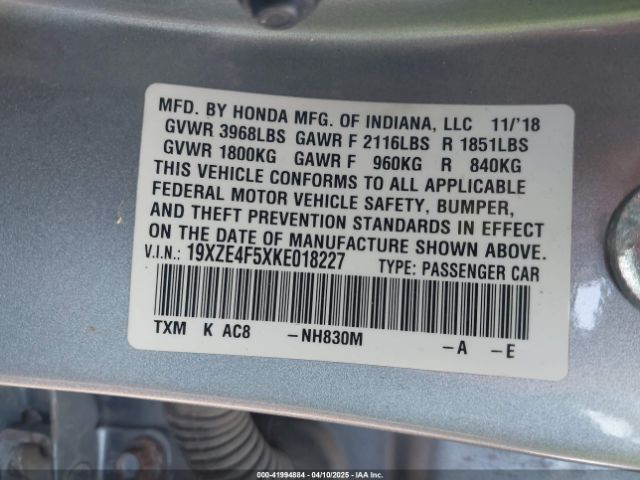 MFD. BY HONDA MFG. OF INDIANA, LLC 11/'18
GVWR 3968LBS GAWR F 2116LBS R 1851LBS
GVWR 1800KG GAWR F 960KG R 840KG
THIS VEHICLE CONFORMS TO ALL APPLICABLE
FEDERAL MOTOR VEHICLE SAFETY, BUMPER,
AND THEFT PREVENTION STANDARDS IN EFFECT
ON THE DATE OF MANUFACTURE SHOWN ABOVE.
V.I.N.: 19XZE4F5XKE018227 TYPE: PASSENGER CAR
TXM K AC8 -NH830M -A -E
000-41994884 - 04/10/2025 - IAA Inc.